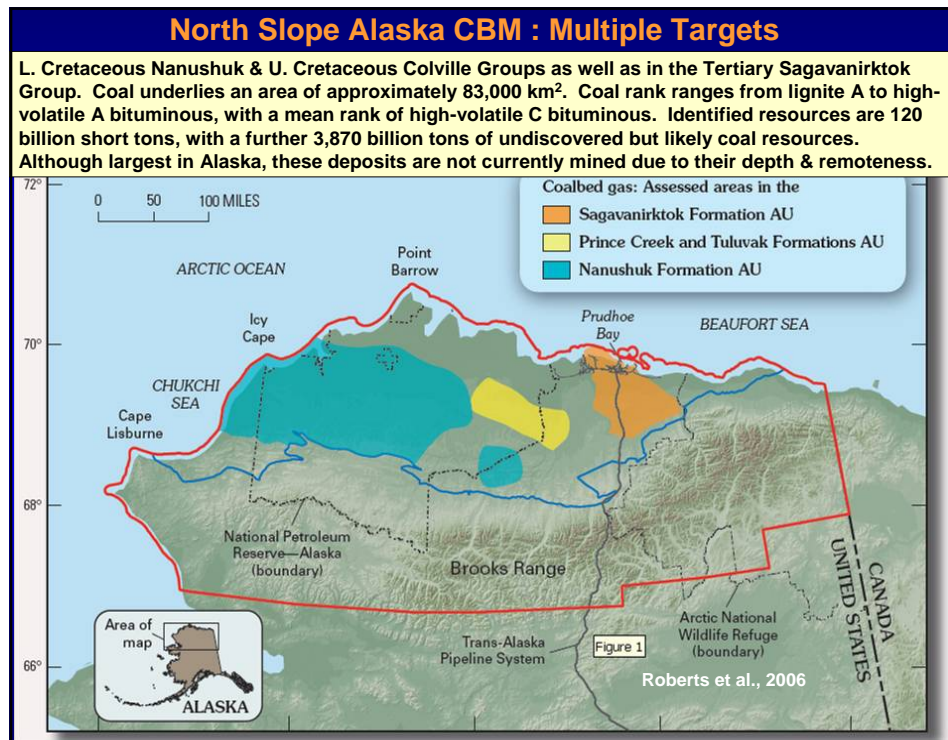 North Slope Alaska CBM : Multiple Targets
L. Cretaceous Nanushuk & U. Cretaceous Colville Groups as well as in the Tertiary Sagavanirktok
Group. Coal underlies an area of approximately 83,000 km². Coal rank ranges from lignite A to high-
volatile A bituminous, with a mean rank of high-volatile C bituminous. Identified resources are 120
billion short tons, with a further 3,870 billion tons of undiscovered but likely coal resources.
Although largest in Alaska, these deposits are not currently mined due to their depth & remoteness.
72°
0 50 100 MILES
Coalbed gas: Assessed areas in the
Sagavanirktok Formation AU
Prince Creek and Tuluvak Formations AU
Nanushuk Formation AU
ARCTIC OCEAN
Point
Barrow
Icy
Cape
Prudhoe
Bay
BEAUFORT SEA
70°
CHUKCHI
SEA
Cape
Lisburne
68°
National Petroleum
Reserve—Alaska
(boundary)
Brooks Range
CANADA
UNITED STATES
Area of
map
ALASKA
Trans-Alaska
Pipeline System
Figure 1
Arctic National
Wildlife Refuge
(boundary)
66°
Roberts et al., 2006